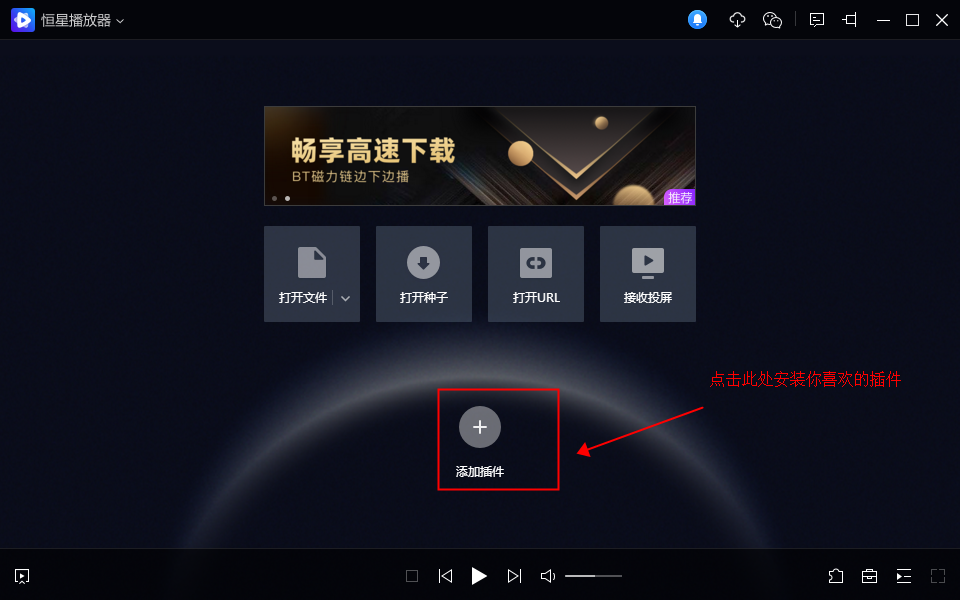 恒星播放器
畅享高速下载
BT磁力链边下边播
推荐
打开文件
打开种子
打开URL
接收投屏
点击此处安装你喜欢的插件
添加插件